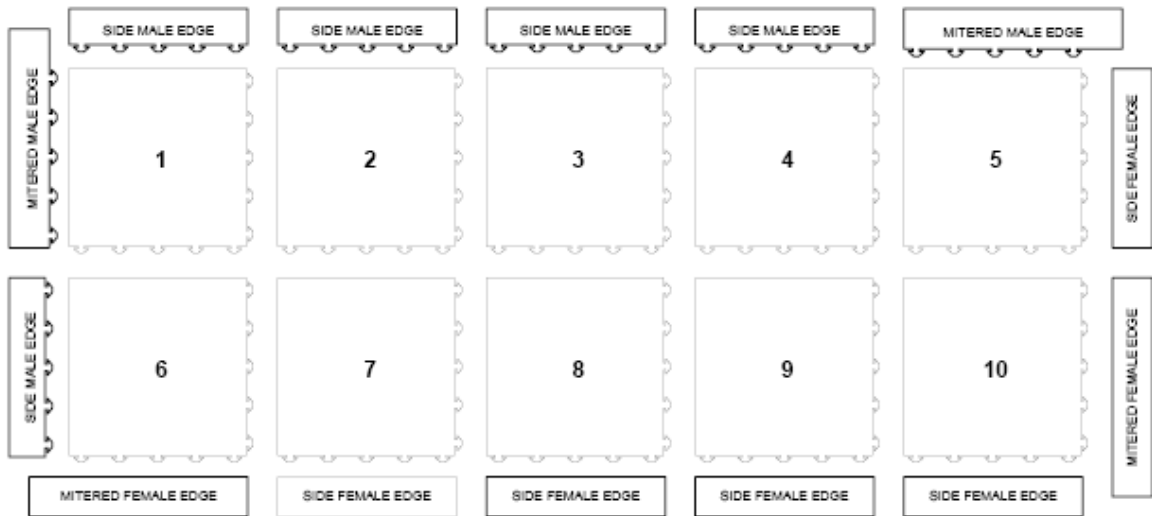 SIDE MALE EDGE
SIDE MALE EDGE
SIDE MALE EDGE
SIDE MALE EDGE
MITERED MALE EDGE
MITERED MALE EDGE
1
2
3
4
5
SIDE FEMALE EDGE
SIDE MALE EDGE
6
7
8
9
10
MITERED FEMALE EDGE
MITERED FEMALE EDGE
SIDE FEMALE EDGE
SIDE FEMALE EDGE
SIDE FEMALE EDGE
SIDE FEMALE EDGE